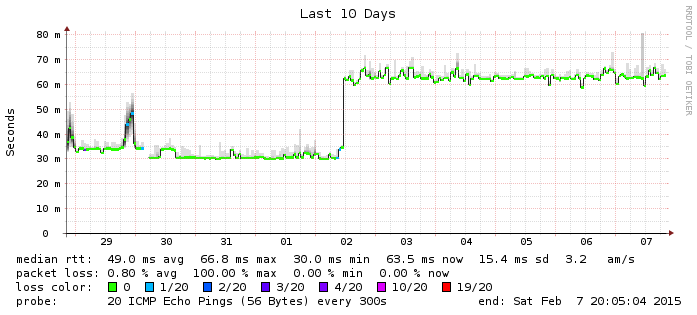 Last 10 Days
RRDTOOL / TOBI OETIKER
Seconds
80 m
70 m
60 m
50 m
40 m
30 m
20 m
10 m
0
29 30 31 01 02 03 04 05 06 07
median rtt: 49.0 ms avg 66.8 ms max 30.0 ms min 63.5 ms now 15.4 ms sd 3.2 am/s
packet loss: 0.80 % avg 100.00 % max 0.00 % min 0.00 % now
loss color: 0 1/20 2/20 3/20 4/20 10/20 19/20
probe: 20 ICMP Echo Pings (56 Bytes) every 300s end: Sat Feb 7 20:05:04 2015